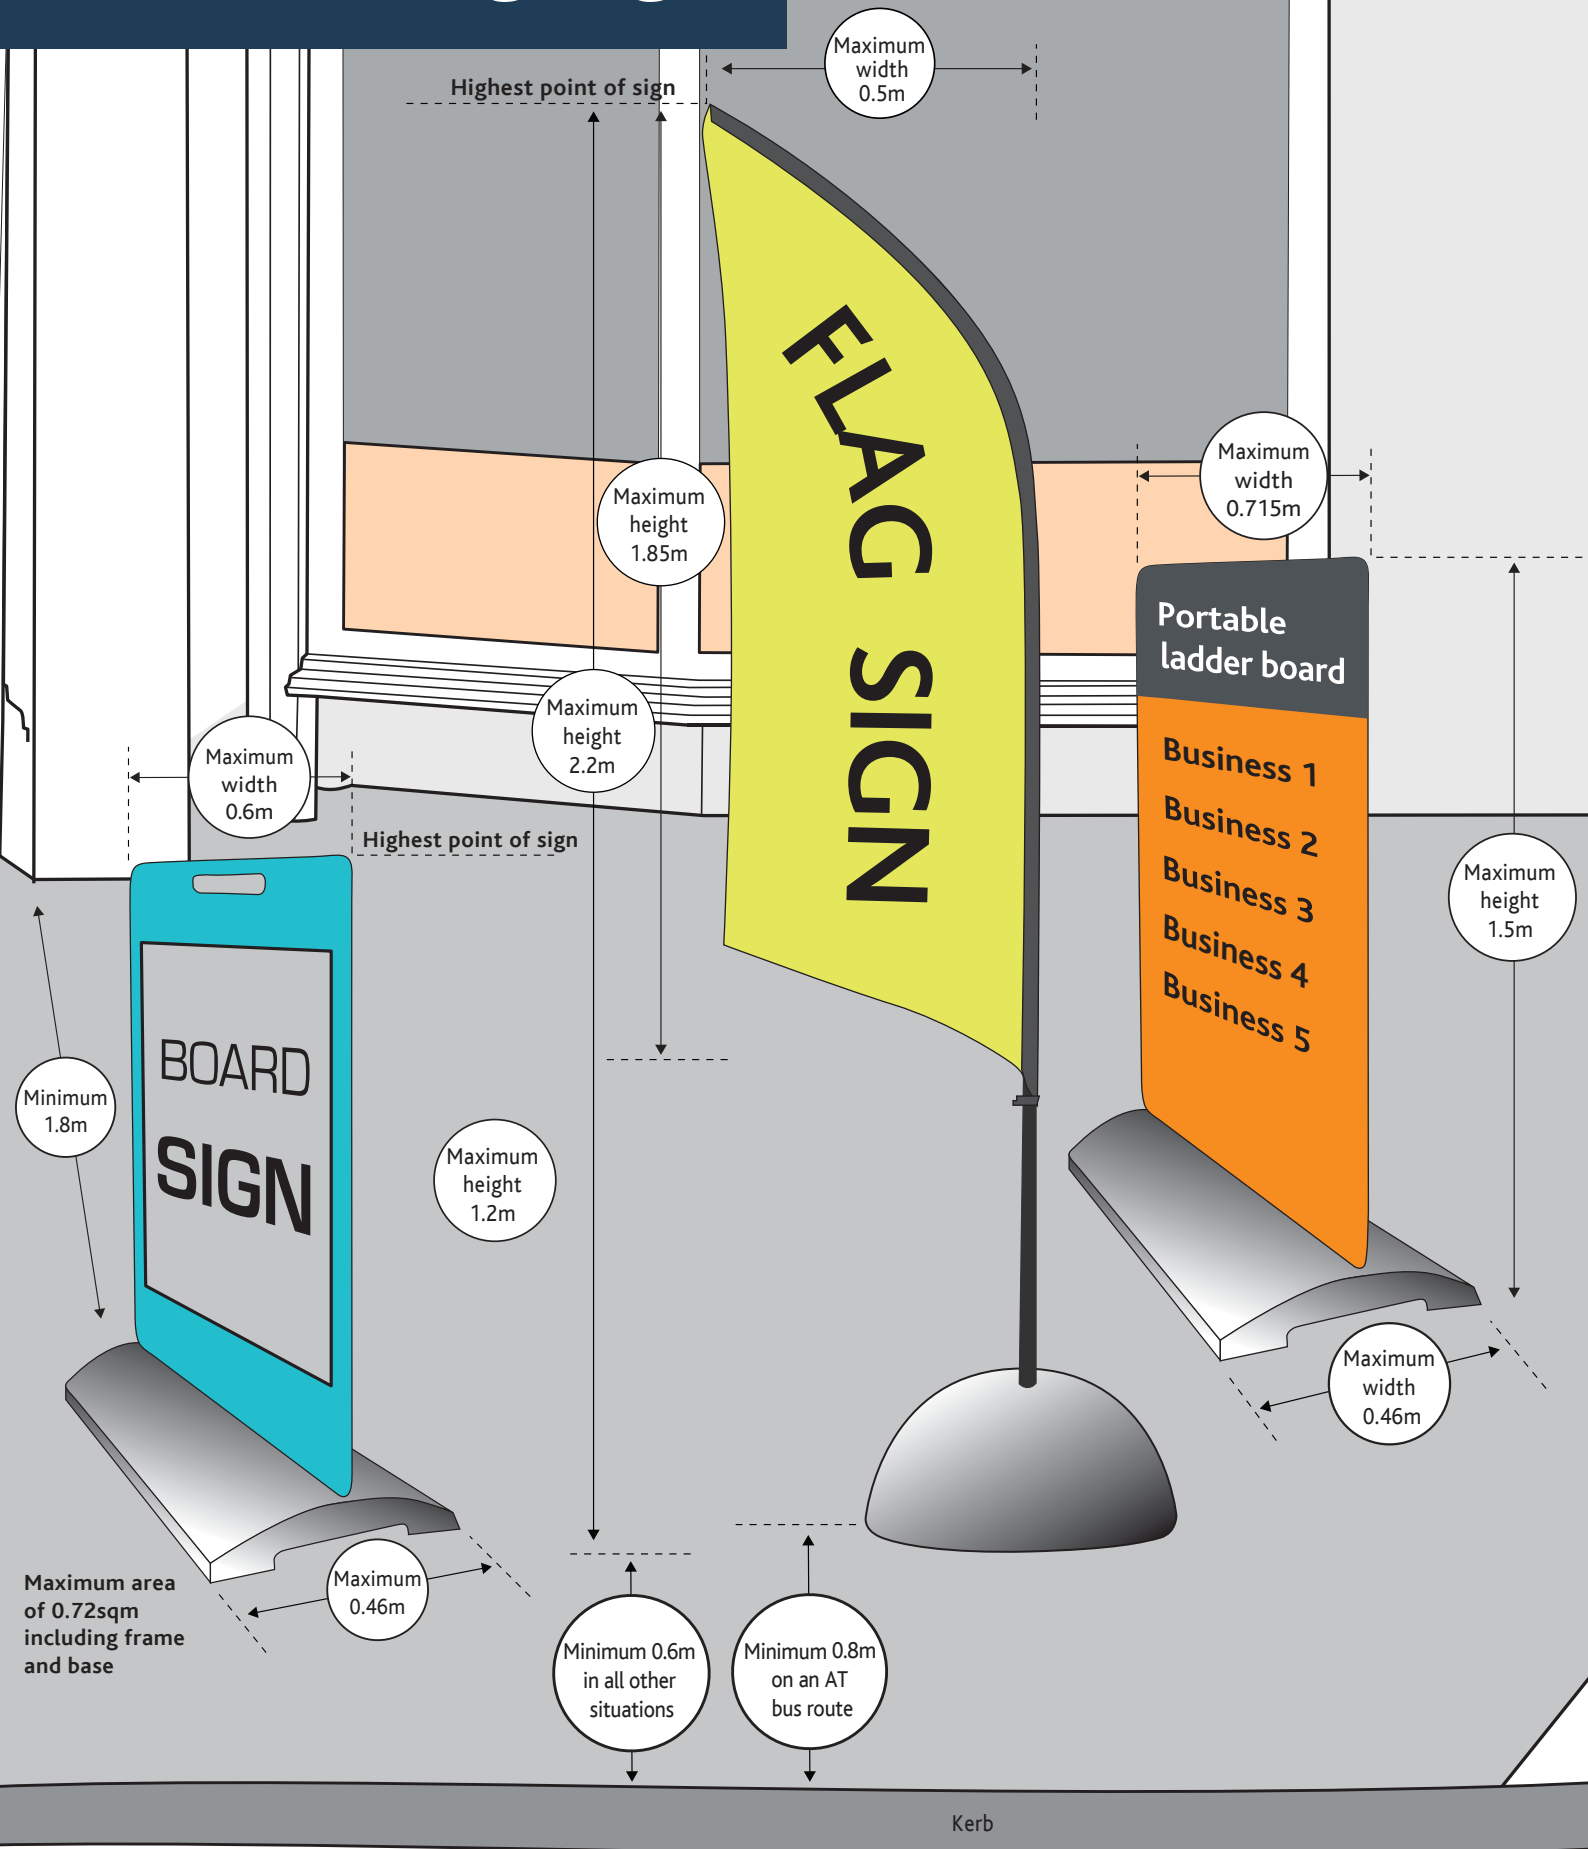 Maximum
width
0.5m
Highest point of sign
FLAG SIGN
Maximum
height
1.85m
Maximum
width
0.715m
Portable
ladder board
Business 1
Business 2
Business 3
Business 4
Business 5
Maximum
height
2.2m
Maximum
width
0.6m
Highest point of sign
Maximum
height
1.5m
BOARD
SIGN
Minimum
1.8m
Maximum
height
1.2m
Maximum
width
0.46m
Maximum
0.46m
Maximum area
of 0.72sqm
including frame
and base
Minimum 0.6m
in all other
situations
Minimum 0.8m
on an AT
bus route
Kerb